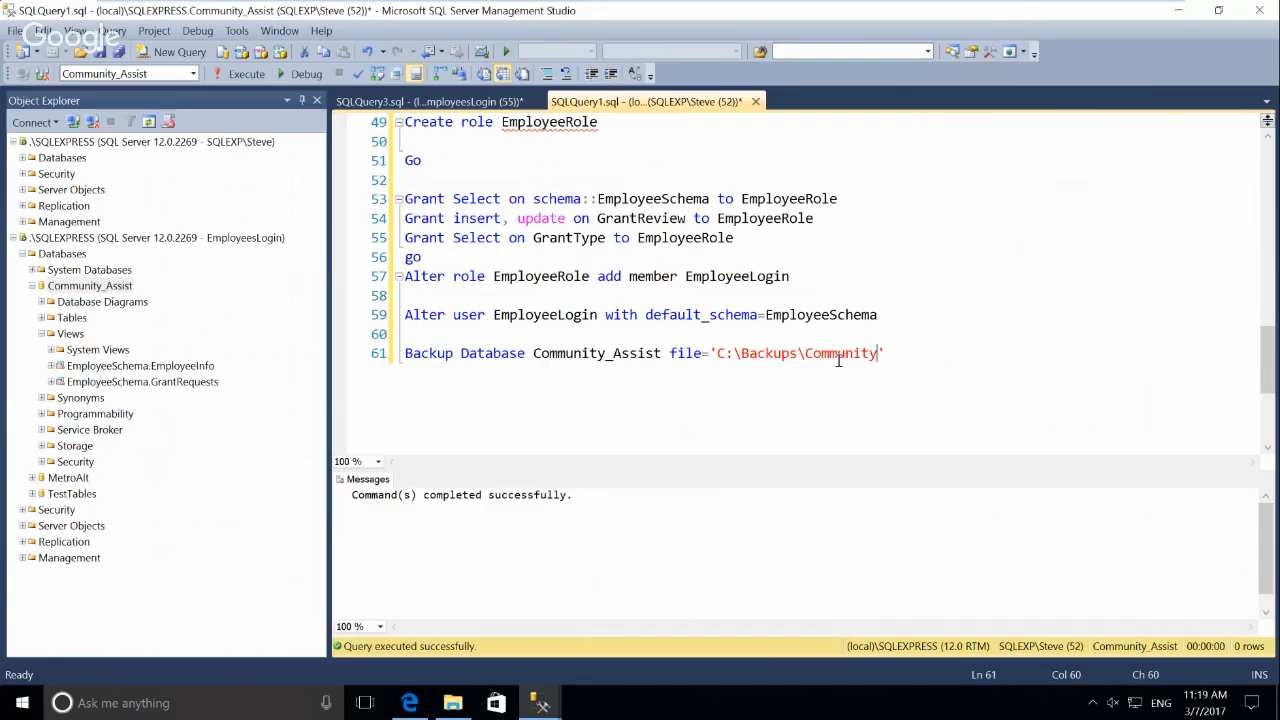 SQLQuery1.sql - (local)\SQLEXPRESS.Community_Assist (SQLEXP\Steve (52))* - Microsoft SQL Server Management Studio
File Edit View Query Project Debug Tools Window Help
Google
New Query
Community_Assist Execute Debug
Object Explorer
Connect
.\SQLEXPRESS (SQL Server 12.0.2269 - SQLEXP\Steve)
Databases
Security
Server Objects
Replication
Management
.\SQLEXPRESS (SQL Server 12.0.2269 - EmployeesLogin)
Databases
System Databases
Community_Assist
Database Diagrams
Tables
Views
System Views
EmployeeSchema.EmployeeInfo
EmployeeSchema.GrantRequests
Synonyms
Programmability
Service Broker
Storage
Security
MetroAlt
TestTables
Security
Server Objects
Replication
Management
SQLQuery3.sql - (l...mployeesLogin (55))* SQLQuery1.sql - (lo...(SQLEXP\Steve (52))*
49 Create role EmployeeRole
50
51 Go
52
53 Grant Select on schema::EmployeeSchema to EmployeeRole
54 Grant insert, update on GrantReview to EmployeeRole
55 Grant Select on GrantType to EmployeeRole
56 go
57 Alter role EmployeeRole add member EmployeeLogin
58
59 Alter user EmployeeLogin with default_schema=EmployeeSchema
60
61 Backup Database Community_Assist file='C:\Backups\Community'
100 %
Messages
Command(s) completed successfully.
100 %
Query executed successfully. (local)\SQLEXPRESS (12.0 RTM) SQLEXP\Steve (52) Community_Assist 00:00:00 0 rows
Ready Ln 61 Col 60 Ch 60 INS
Ask me anything ENG
11:19 AM
3/7/2017